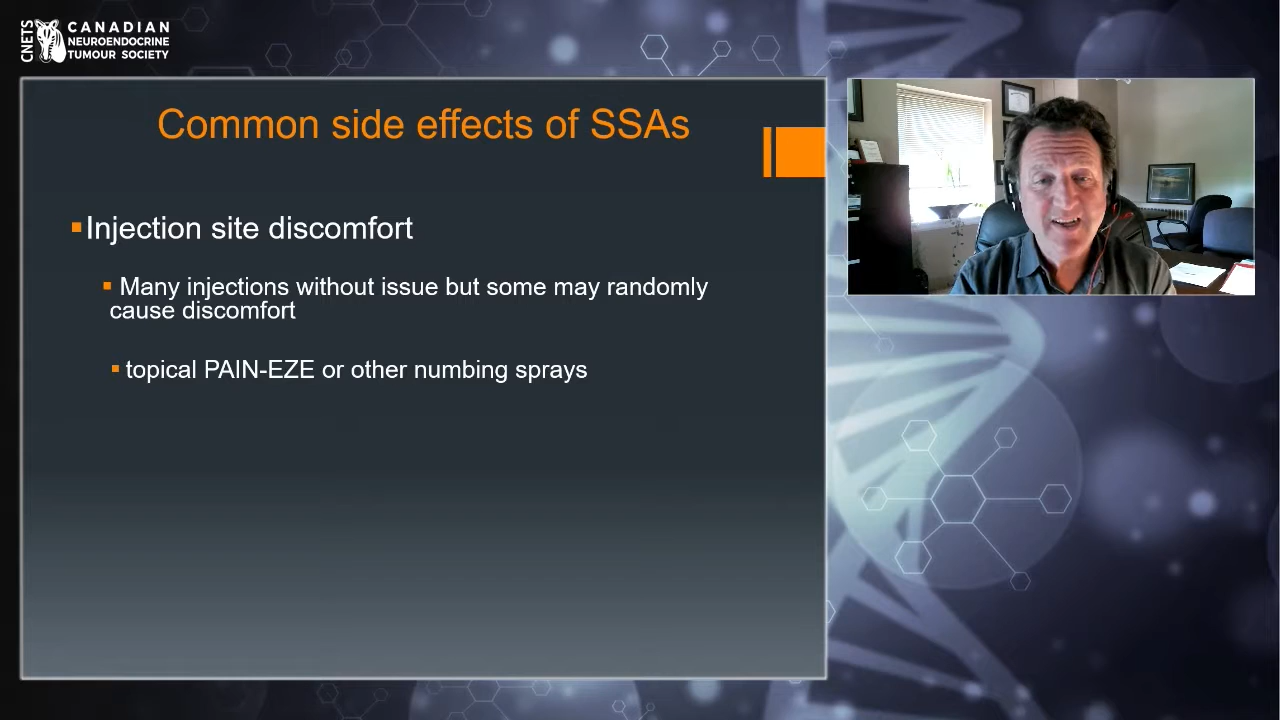 CNETS
CANADIAN
NEUROENDOCRINE
TUMOUR SOCIETY
Common side effects of SSAs
Injection site discomfort
Many injections without issue but some may randomly
cause discomfort
topical PAIN-EZE or other numbing sprays